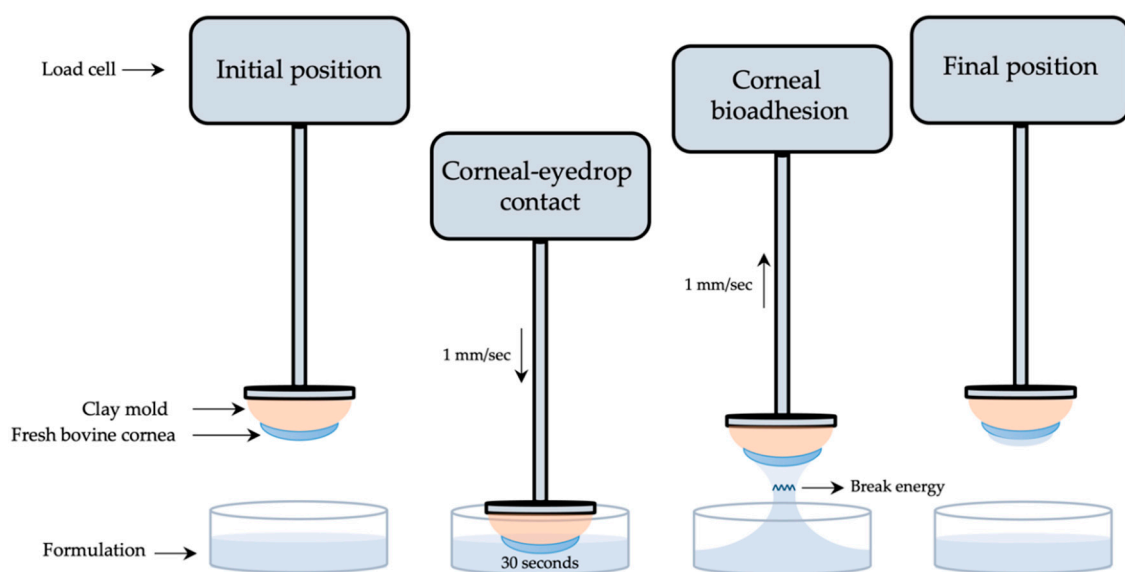 Load cell
Initial position
Corneal-eyedrop
contact
Corneal
bioadhesion
Final position
1 mm/sec
1 mm/sec
Clay mold
Fresh bovine cornea
Break energy
Formulation
30 seconds